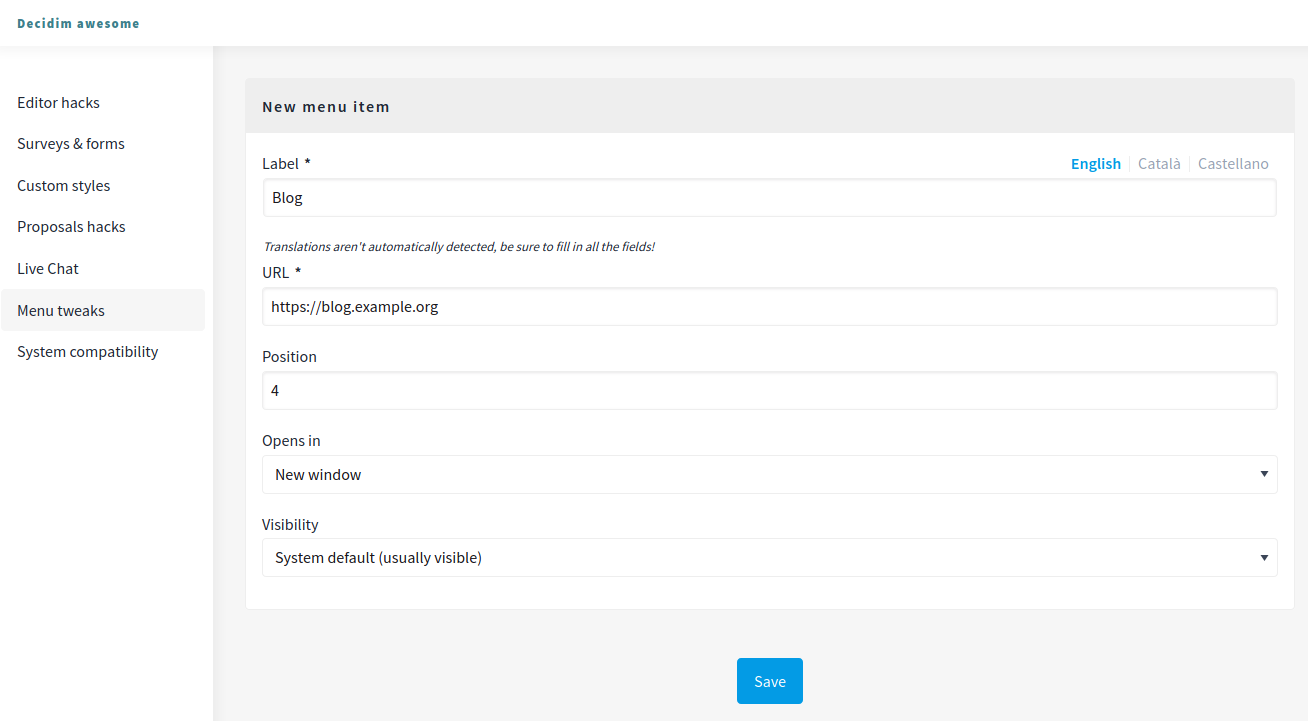 Decidim awesome
Editor hacks
Surveys & forms
Custom styles
Proposals hacks
Live Chat
Menu tweaks
System compatibility
New menu item
Label * English Català Castellano
Blog
Translations aren't automatically detected, be sure to fill in all the fields!
URL *
https://blog.example.org
Position
4
Opens in
New window
Visibility
System default (usually visible)
Save